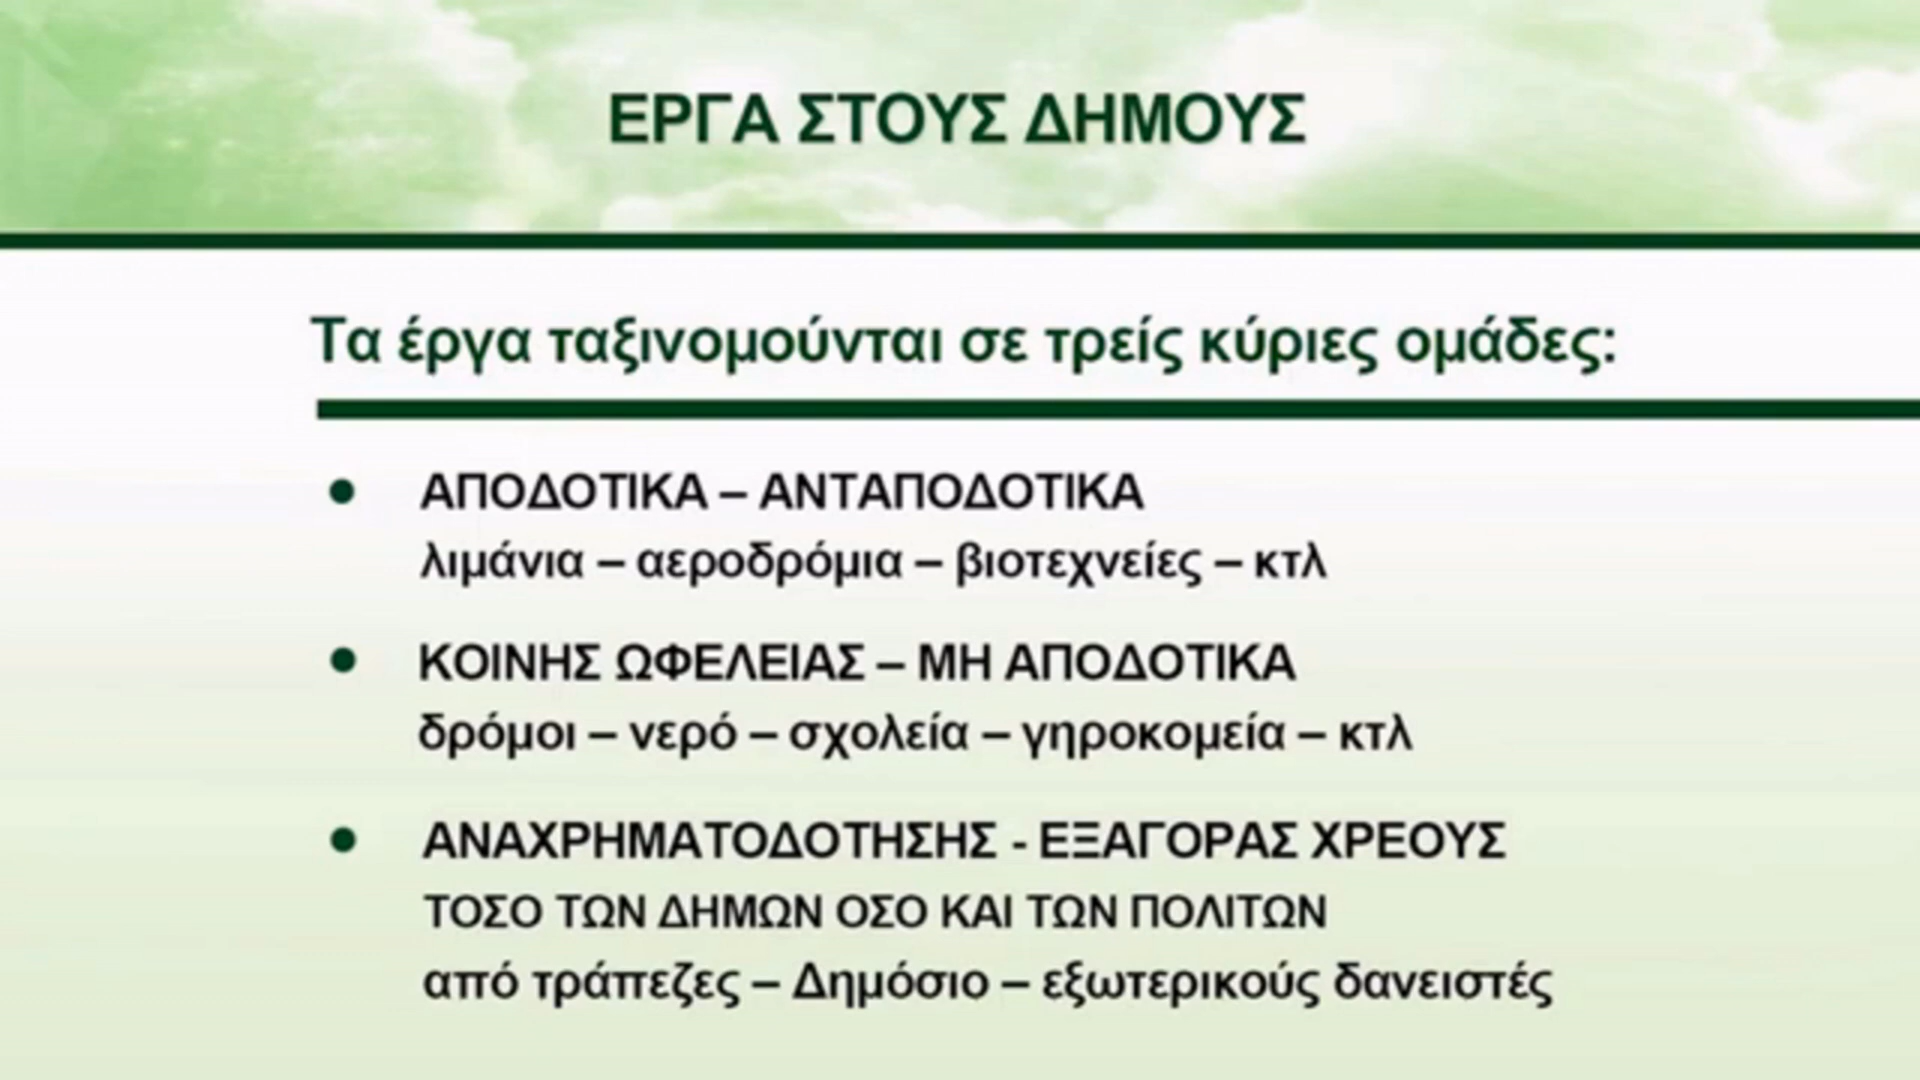 ΕΡΓΑ ΣΤΟΥΣ ΔΗΜΟΥΣ
Τα έργα ταξινομούνται σε τρείς κύριες ομάδες:
• ΑΠΟΔΟΤΙΚΑ – ΑΝΤΑΠΟΔΟΤΙΚΑ
λιμάνια – αεροδρόμια – βιοτεχνείες – κτλ
• ΚΟΙΝΗΣ ΩΦΕΛΕΙΑΣ – ΜΗ ΑΠΟΔΟΤΙΚΑ
δρόμοι – νερό – σχολεία – γηροκομεία – κτλ
• ΑΝΑΧΡΗΜΑΤΟΔΟΤΗΣΗΣ - ΕΞΑΓΟΡΑΣ ΧΡΕΟΥΣ
ΤΟΣΟ ΤΩΝ ΔΗΜΩΝ ΟΣΟ ΚΑΙ ΤΩΝ ΠΟΛΙΤΩΝ
από τράπεζες – Δημόσιο – εξωτερικούς δανειστές